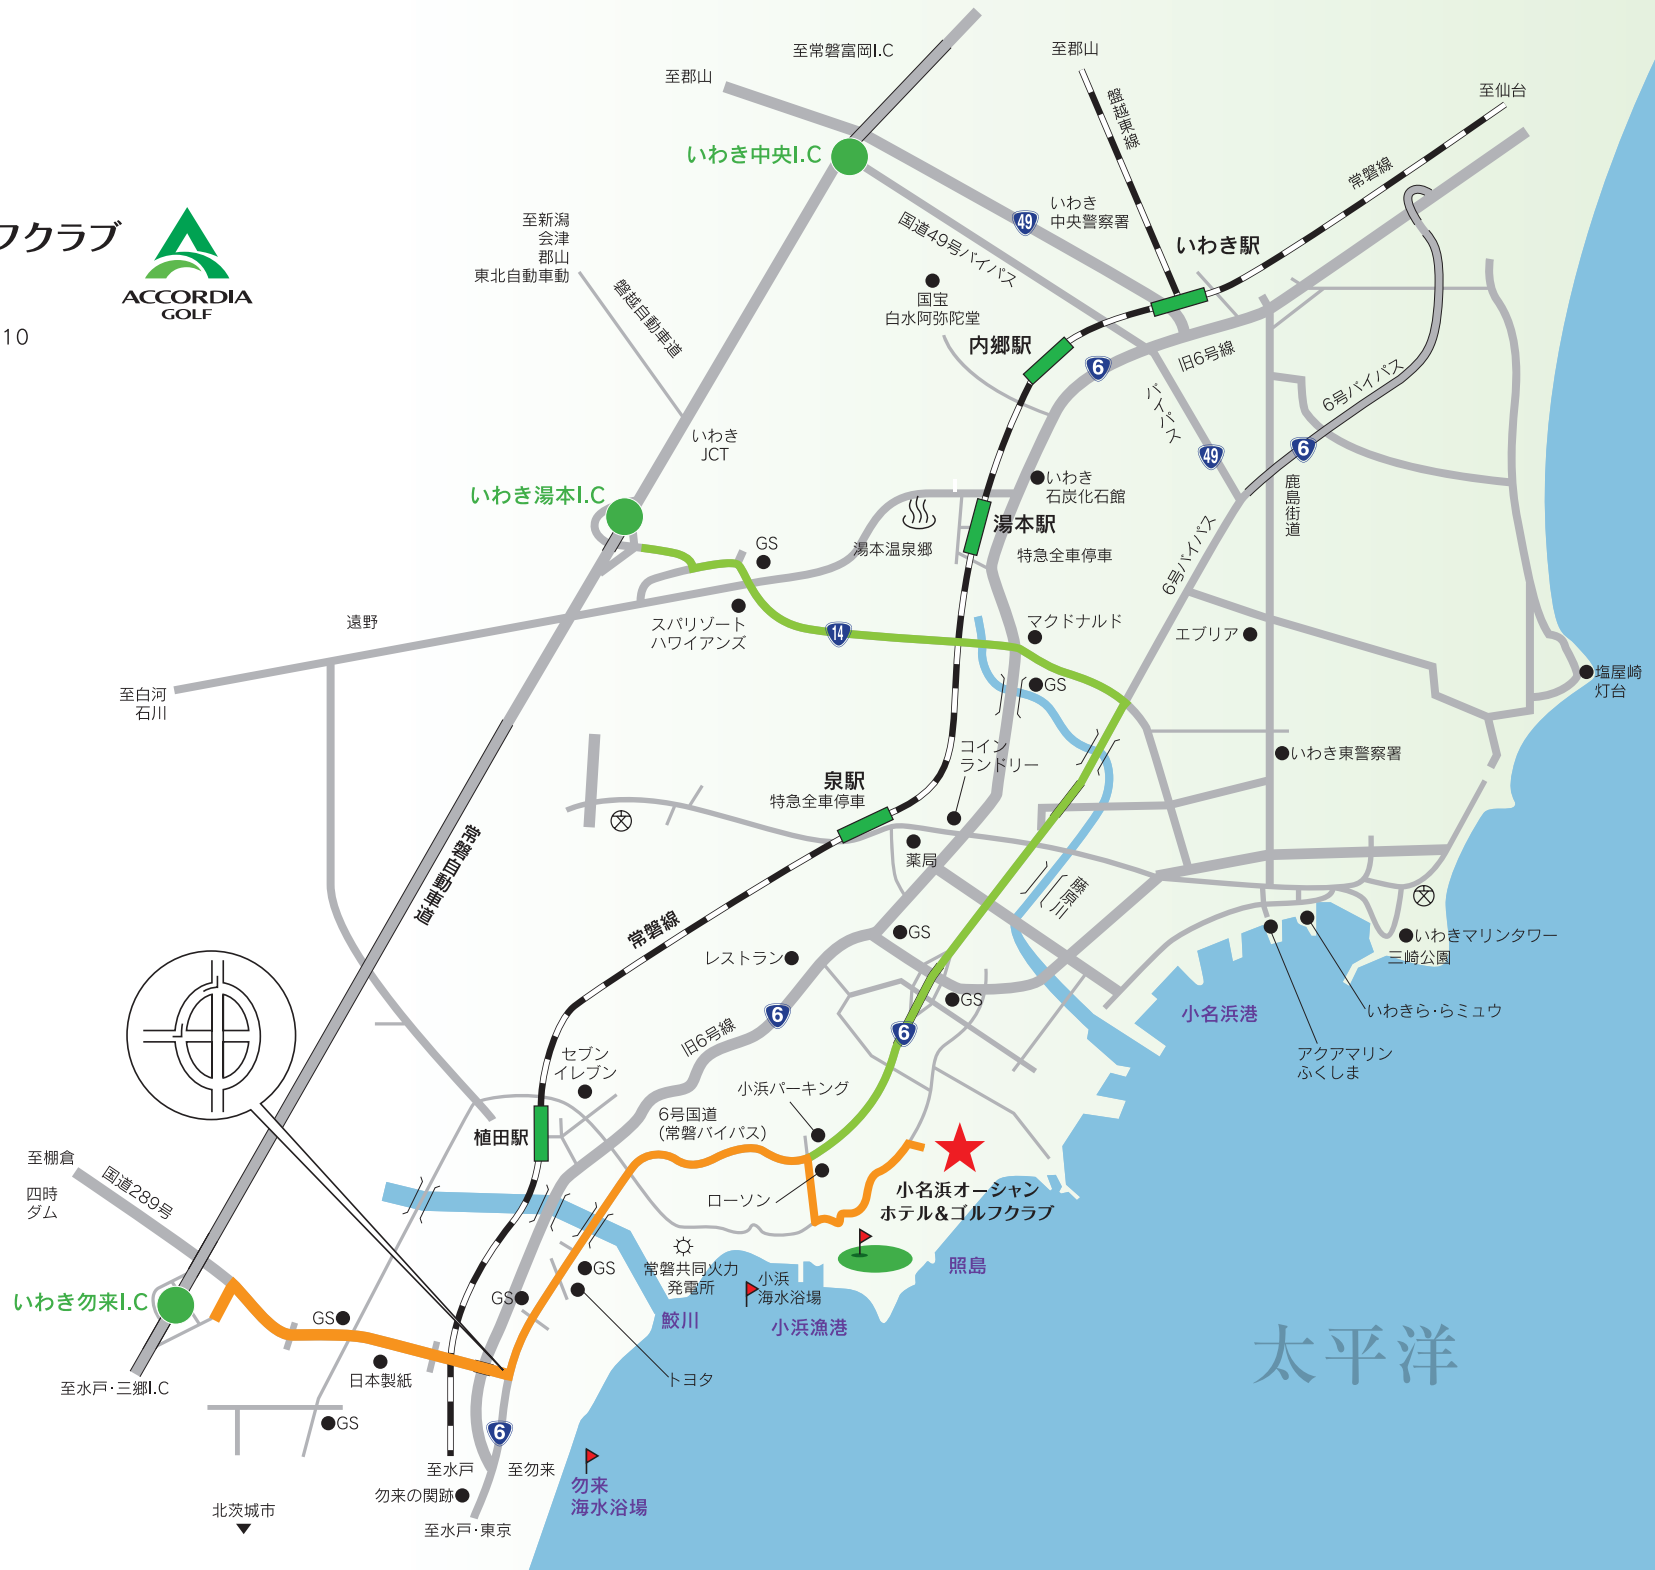 至常磐富岡I.C
至郡山
至郡山
磐越東線
至仙台
常磐線
いわき中央I.C
フクラブ
ACCORDIA
GOLF
10
49
いわき
中央警察署
国道49号バイパス
いわき駅
至新潟
会津
郡山
東北自動車動
磐越自動車道
国宝
白水阿弥陀堂
内郷駅
6
旧6号線
バイパス
49
6号バイパス
6
鹿島街道
いわき
JCT
いわき湯本I.C
いわき
石炭化石館
湯本駅
特急全車停車
湯本温泉郷
GS
6号バイパス
遠野
スパリゾート
ハワイアンズ
14
マクドナルド
エブリア
GS
塩屋崎
灯台
至白河
石川
コイン
ランドリー
いわき東警察署
泉駅
特急全車停車
常磐自動車道
薬局
藤原川
常磐線
GS
レストラン
いわきマリンタワー
三崎公園
GS
小名浜港
いわきら・らミュウ
6
6
旧6号線
アクアマリン
ふくしま
セブン
イレブン
小浜パーキング
6号国道
(常磐バイパス)
植田駅
至棚倉
四時
ダム
国道289号
ローソン
小名浜オーシャン
ホテル&ゴルフクラブ
照島
常磐共同火力
発電所
小浜
海水浴場
GS
GS
いわき勿来I.C
GS
鮫川
小浜漁港
太平洋
日本製紙
トヨタ
至水戸・三郷I.C
GS
6
至水戸
至勿来
勿来の関跡
勿来
海水浴場
北茨城市
至水戸・東京